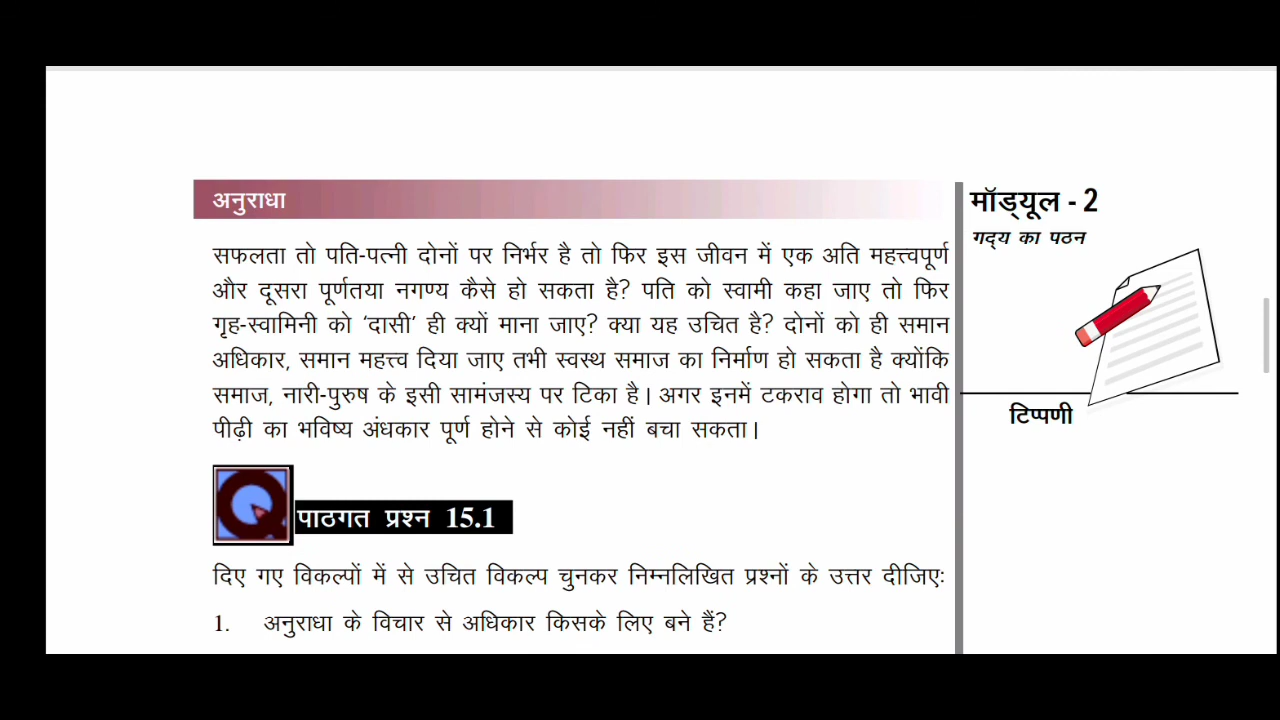 अनुराधा
सफलता तो पति-पत्नी दोनों पर निर्भर है तो फिर इस जीवन में एक अति महत्त्वपूर्ण
और दूसरा पूर्णतया नगण्य कैसे हो सकता है? पति को स्वामी कहा जाए तो फिर
गृह-स्वामिनी को ‘दासी’ ही क्यों माना जाए? क्या यह उचित है? दोनों को ही समान
अधिकार, समान महत्त्व दिया जाए तभी स्वस्थ समाज का निर्माण हो सकता है क्योंकि
समाज, नारी-पुरुष के इसी सामंजस्य पर टिका है। अगर इनमें टकराव होगा तो भावी
पीढ़ी का भविष्य अंधकार पूर्ण होने से कोई नहीं बचा सकता।
पाठगत प्रश्न 15.1
दिए गए विकल्पों में से उचित विकल्प चुनकर निम्नलिखित प्रश्नों के उत्तर दीजिए:
1. अनुराधा के विचार से अधिकार किसके लिए बने हैं?
मॉड्यूल - 2
गद्य का पठन
टिप्पणी